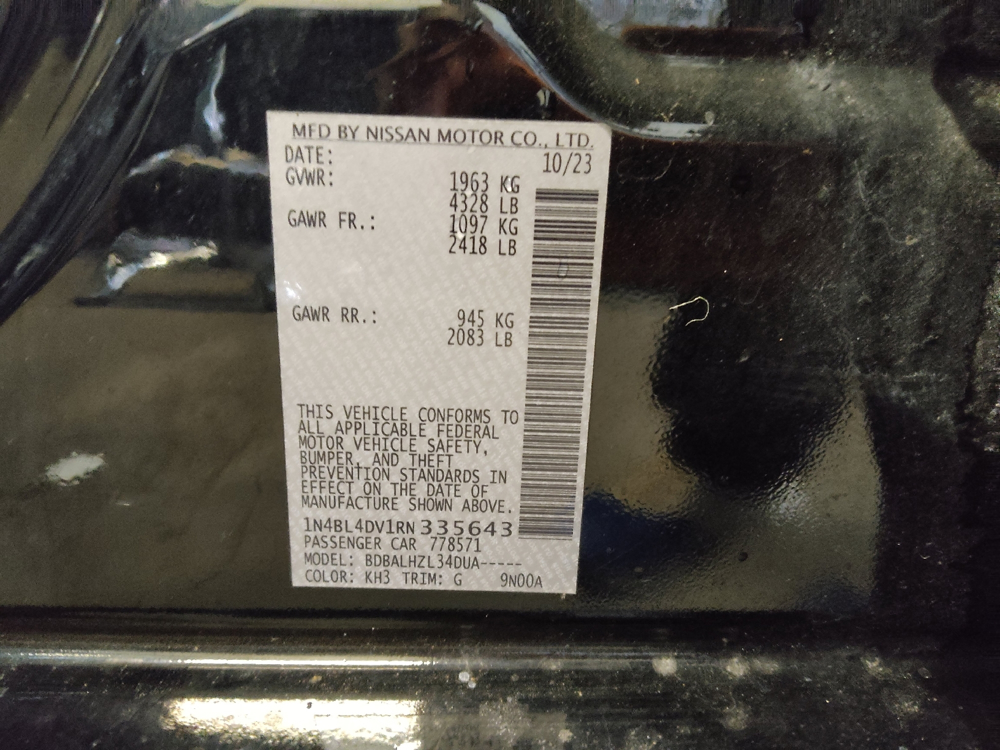 MFD BY NISSAN MOTOR CO., LTD.
DATE: 10/23
GVWR: 1963 KG
4328 LB
GAWR FR.: 1097 KG
2418 LB
GAWR RR.: 945 KG
2083 LB
THIS VEHICLE CONFORMS TO
ALL APPLICABLE FEDERAL
MOTOR VEHICLE SAFETY,
BUMPER, AND THEFT
PREVENTION STANDARDS IN
EFFECT ON THE DATE OF
MANUFACTURE SHOWN ABOVE.
1N4BL4DV1RN335643
PASSENGER CAR 778571
MODEL: BDBALHZL34DUA-----
COLOR: KH3 TRIM: G 9N00A